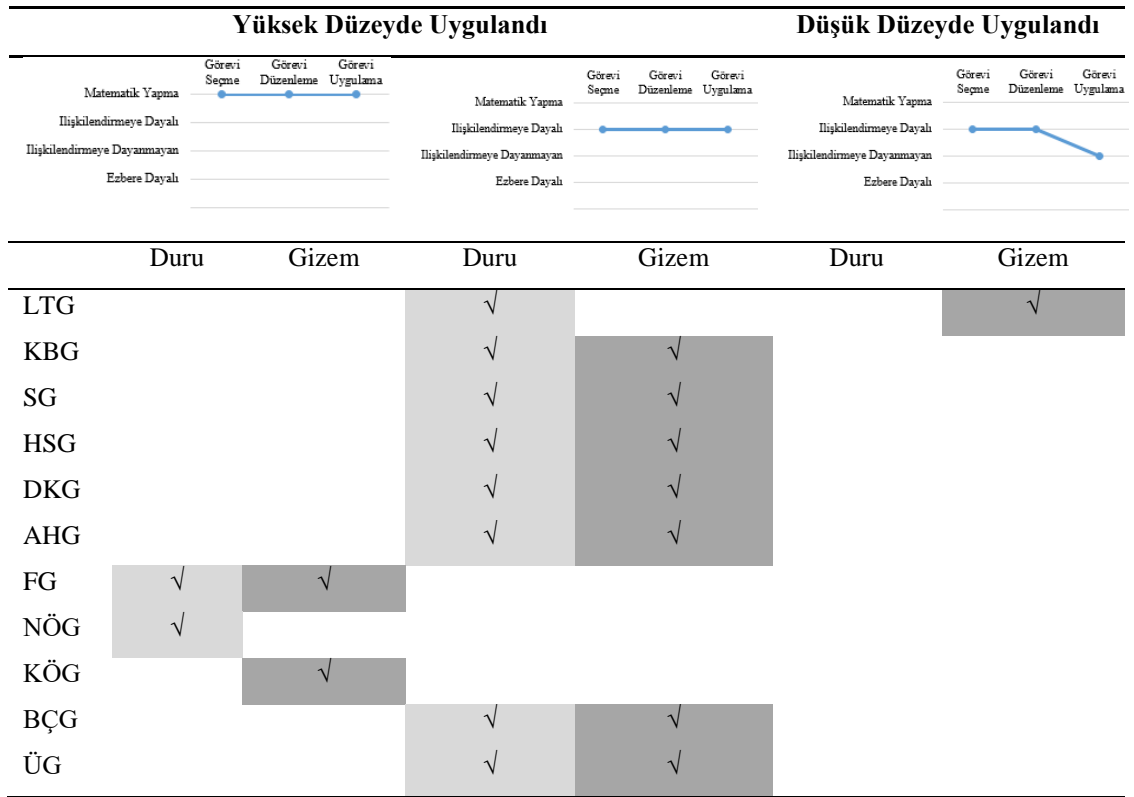 Yüksek Düzeyde Uygulandı Düşük Düzeyde Uygulandı
Görevi Seçme Görevi Düzenleme Görevi Uygulama
Matematik Yapma
İlişkilendirmeye Dayalı
İlişkilendirmeye Dayanmayan
Ezbere Dayalı
Görevi Seçme Görevi Düzenleme Görevi Uygulama
Matematik Yapma
İlişkilendirmeye Dayalı
İlişkilendirmeye Dayanmayan
Ezbere Dayalı
Görevi Seçme Görevi Düzenleme Görevi Uygulama
Matematik Yapma
İlişkilendirmeye Dayalı
İlişkilendirmeye Dayanmayan
Ezbere Dayalı
Duru Gizem Duru Gizem Duru Gizem
LTG √ √
KBG √ √
SG √ √
HSG √ √
DKG √ √
AHG √ √
FG √ √
NÖG √
KÖG √
BÇG √ √
ÜG √ √